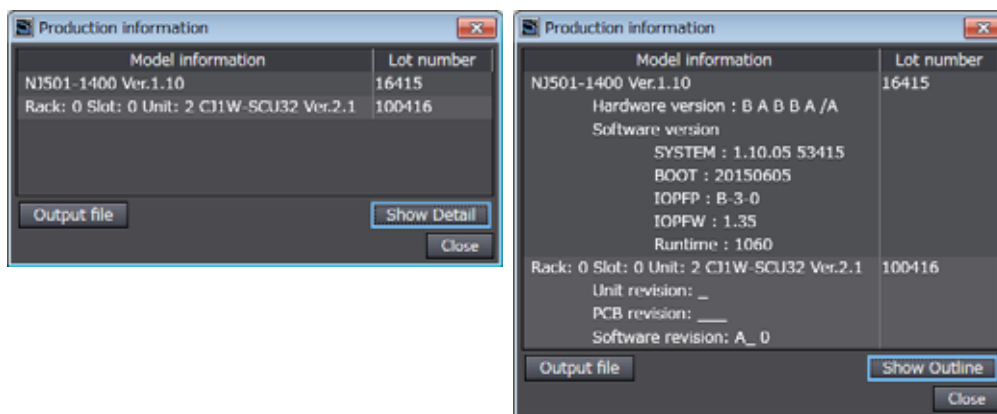 Production information
Model information Lot number
NJ501-1400 Ver.1.10 16415
Rack: 0 Slot: 0 Unit: 2 CJ1W-SCU32 Ver.2.1 100416
Output file Show Detail
Close
Production information
Model information Lot number
NJ501-1400 Ver.1.10 16415
Hardware version : B A B B A /A
Software version
SYSTEM : 1.10.05 53415
BOOT : 20150605
IOPFP : B-3-0
IOPFW : 1.35
Runtime : 1060
Rack: 0 Slot: 0 Unit: 2 CJ1W-SCU32 Ver.2.1 100416
Unit revision: _
PCB revision: ___
Software revision: A_ 0
Output file Show Outline
Close